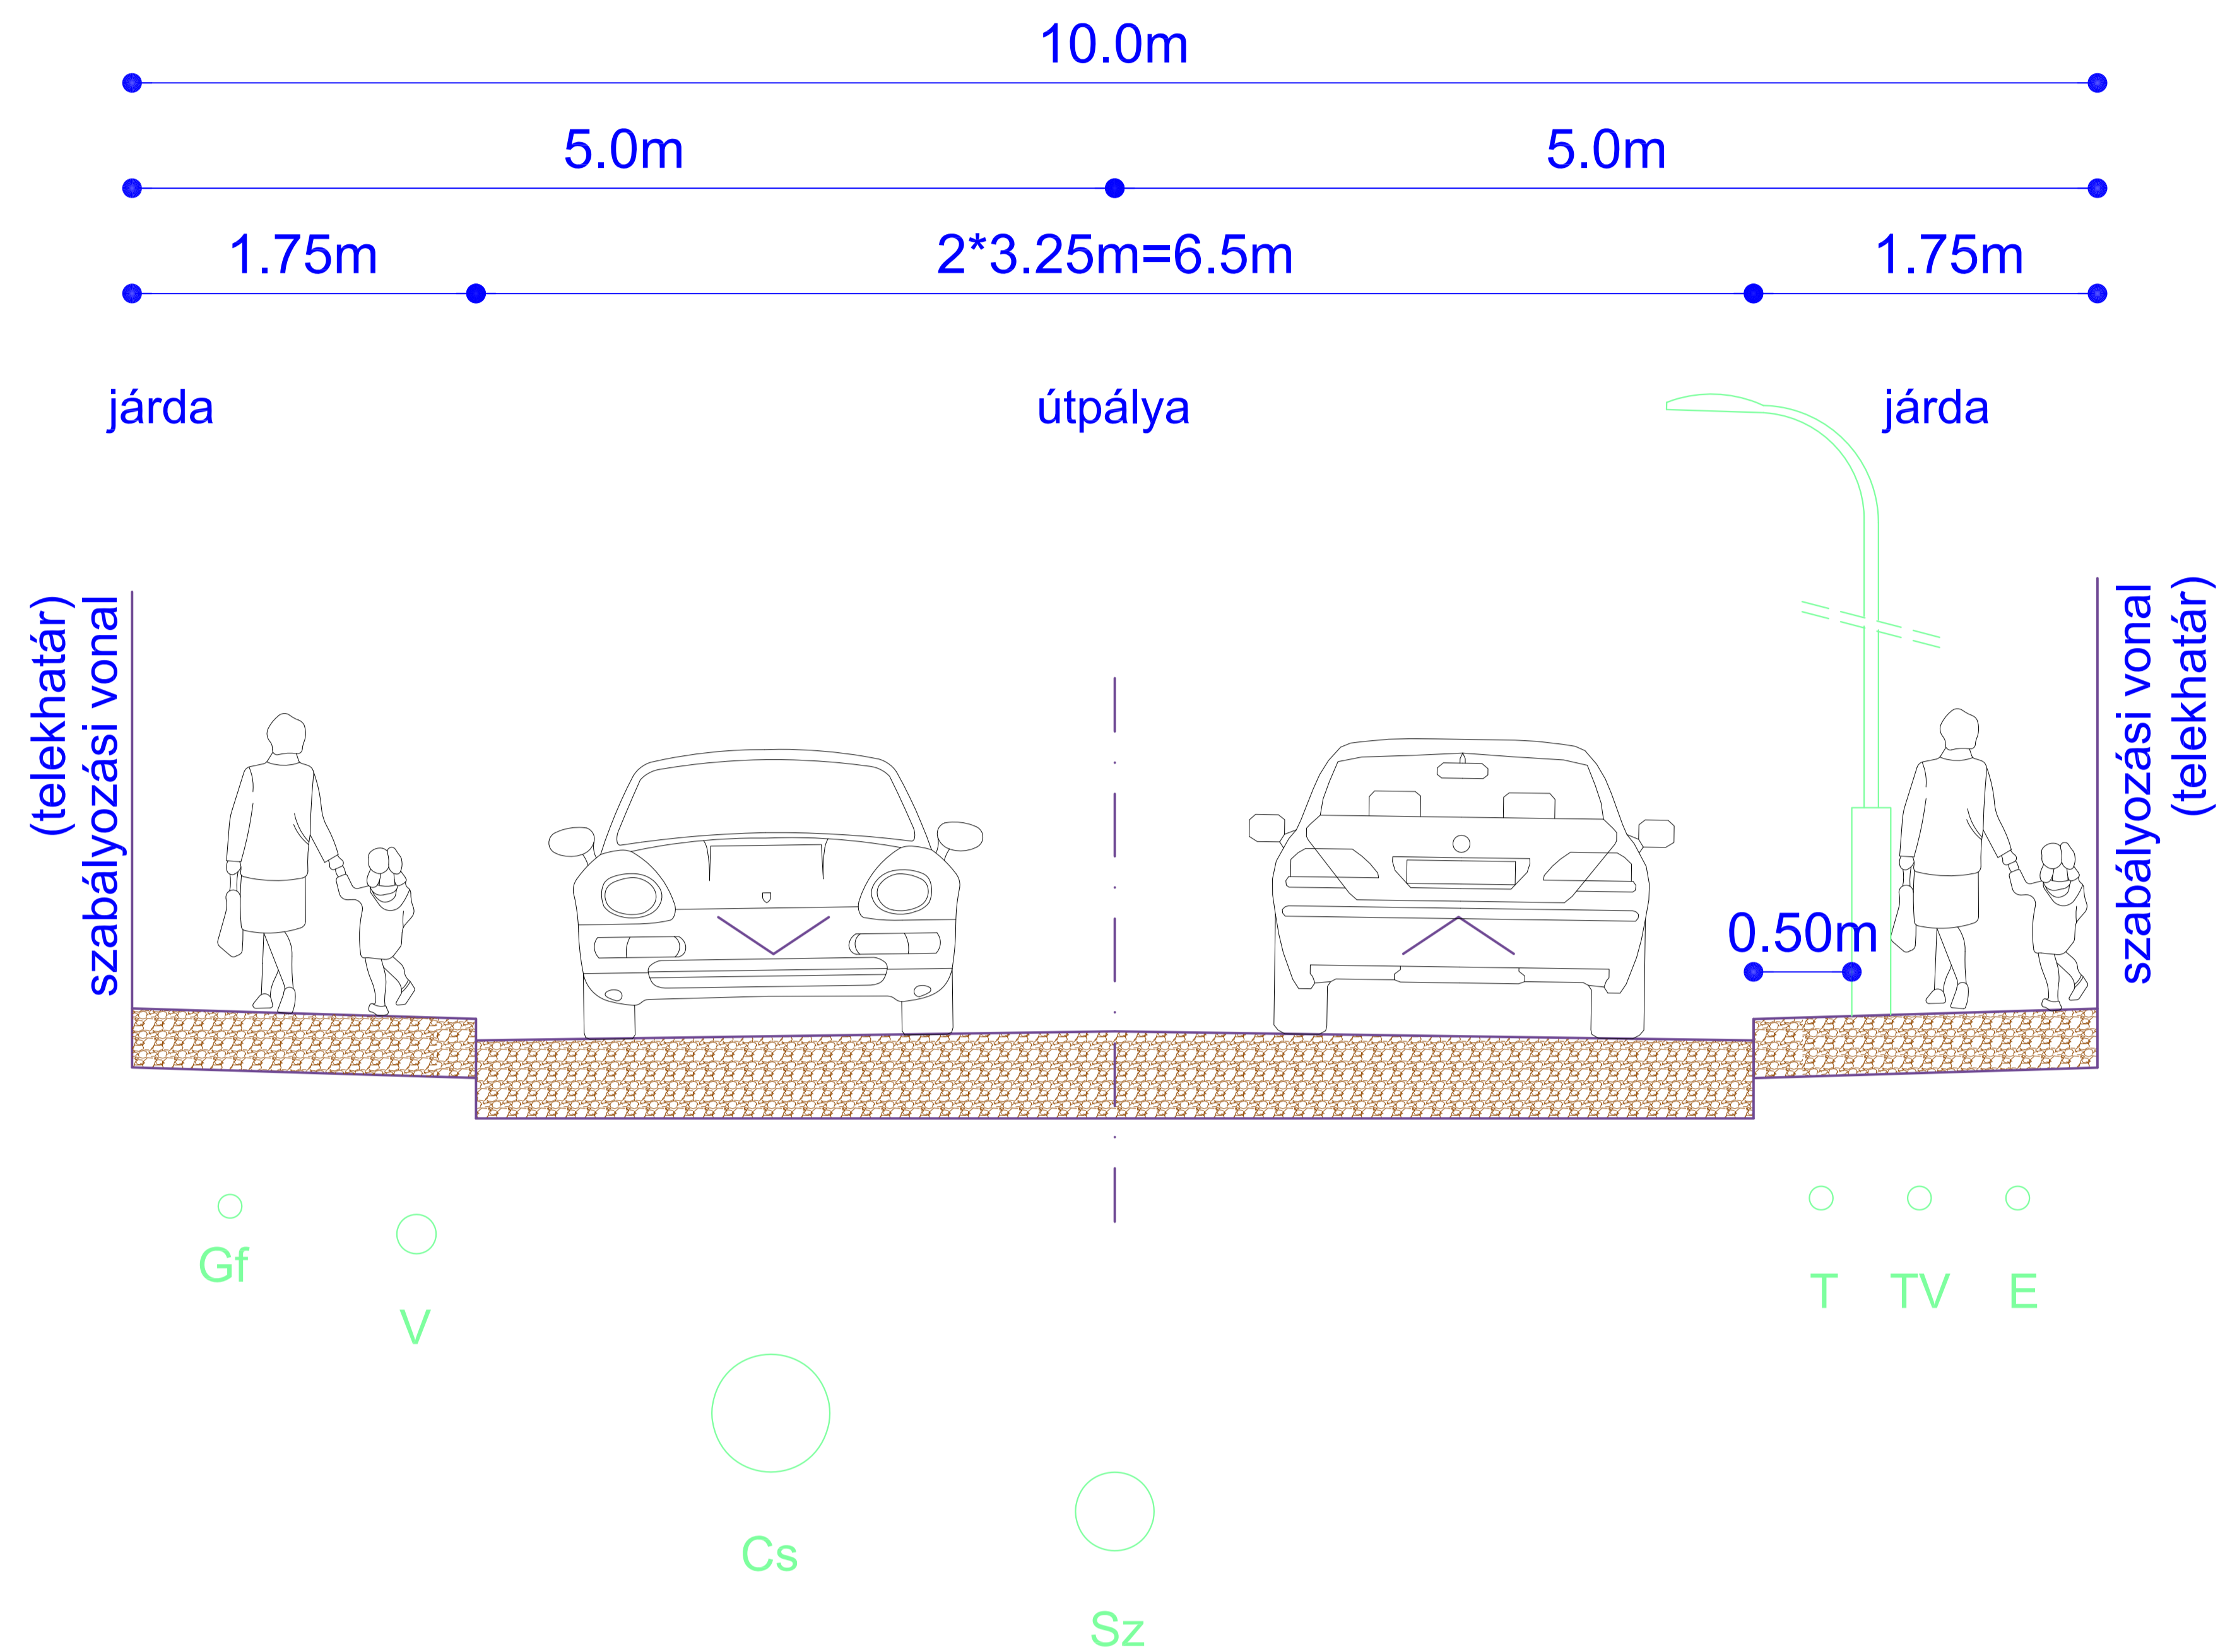 10.0m
5.0m 5.0m
1.75m 2*3.25m=6.5m 1.75m
járda útpálya járda
(telekhatár)
szabályozási vonal
szabályozási vonal
(telekhatár)
0.50m
Gf
V
T TV E
Cs
Sz